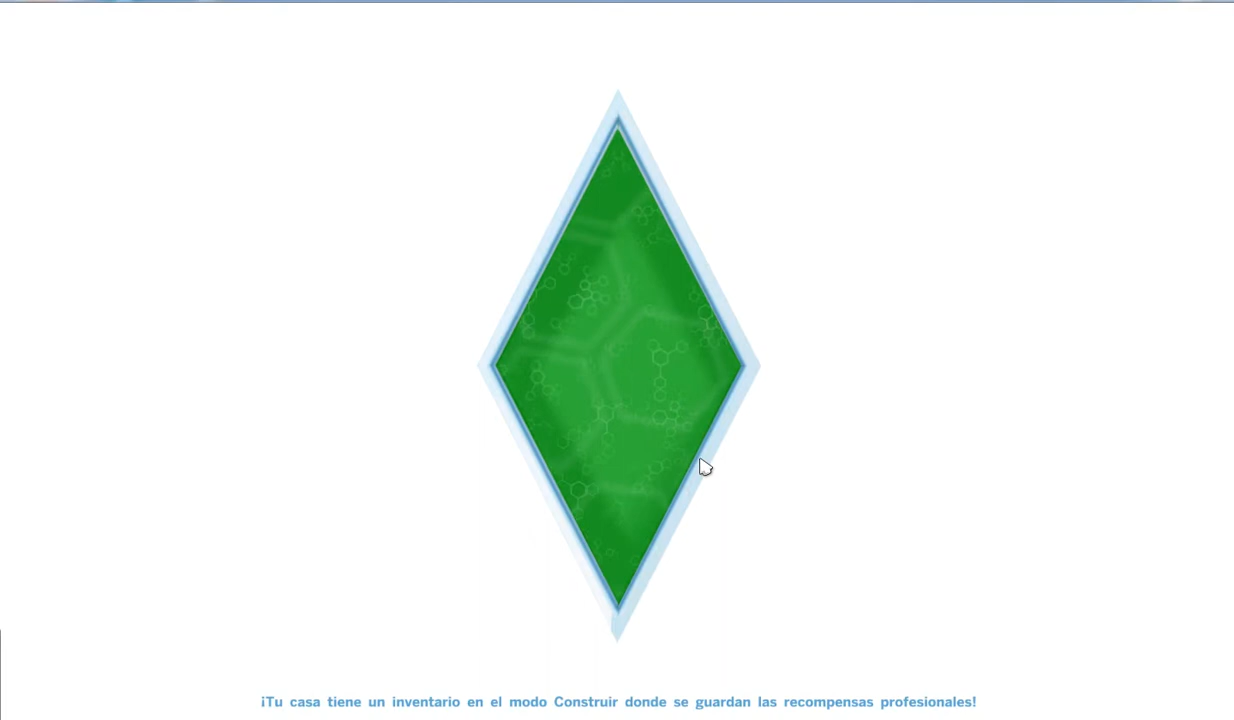 ¡Tu casa tiene un inventario en el modo Construir donde se guardan las recompensas profesionales!